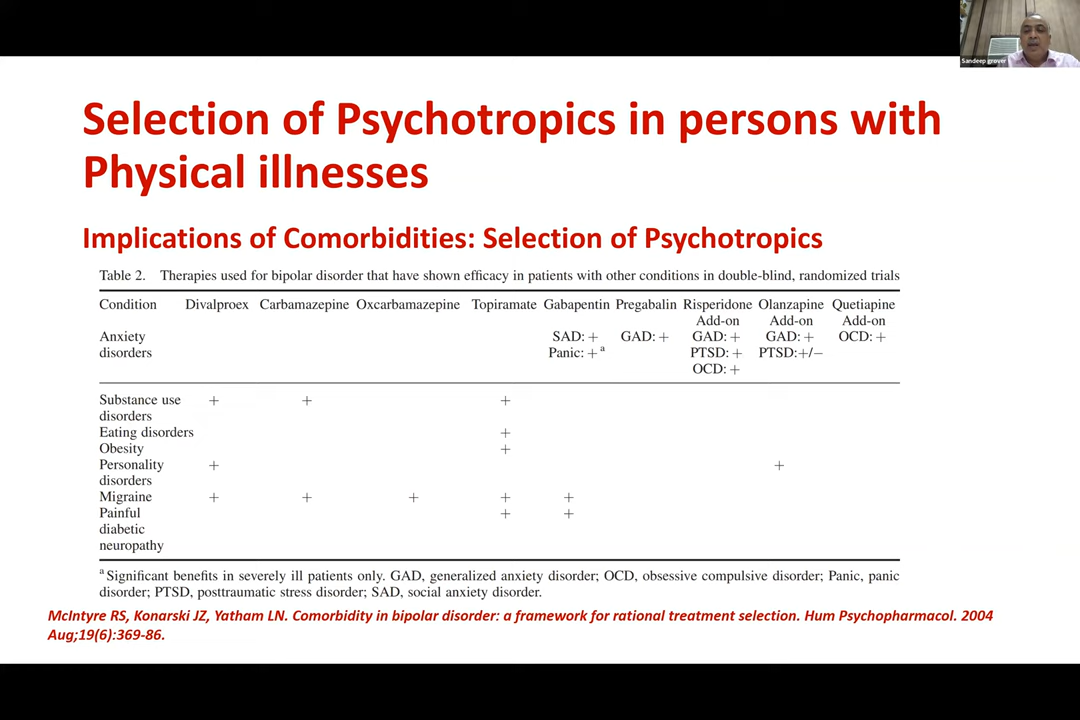 Sandeep grover
Selection of Psychotropics in persons with
Physical illnesses
Implications of Comorbidities: Selection of Psychotropics
Table 2. Therapies used for bipolar disorder that have shown efficacy in patients with other conditions in double-blind, randomized trials
Condition Divalproex Carbamazepine Oxcarbamazepine Topiramate Gabapentin Pregabalin Risperidone Olanzapine Quetiapine
Add-on Add-on Add-on
Anxiety SAD: + GAD: + GAD: + GAD: + OCD: +
disorders Panic: + a PTSD: + PTSD:+/−
OCD: +
Substance use + + +
disorders
Eating disorders +
Obesity +
Personality + +
disorders
Migraine + + + + +
Painful + +
diabetic
neuropathy
a Significant benefits in severely ill patients only. GAD, generalized anxiety disorder; OCD, obsessive compulsive disorder; Panic, panic
disorder; PTSD, posttraumatic stress disorder; SAD, social anxiety disorder.
McIntyre RS, Konarski JZ, Yatham LN. Comorbidity in bipolar disorder: a framework for rational treatment selection. Hum Psychopharmacol. 2004
Aug;19(6):369-86.